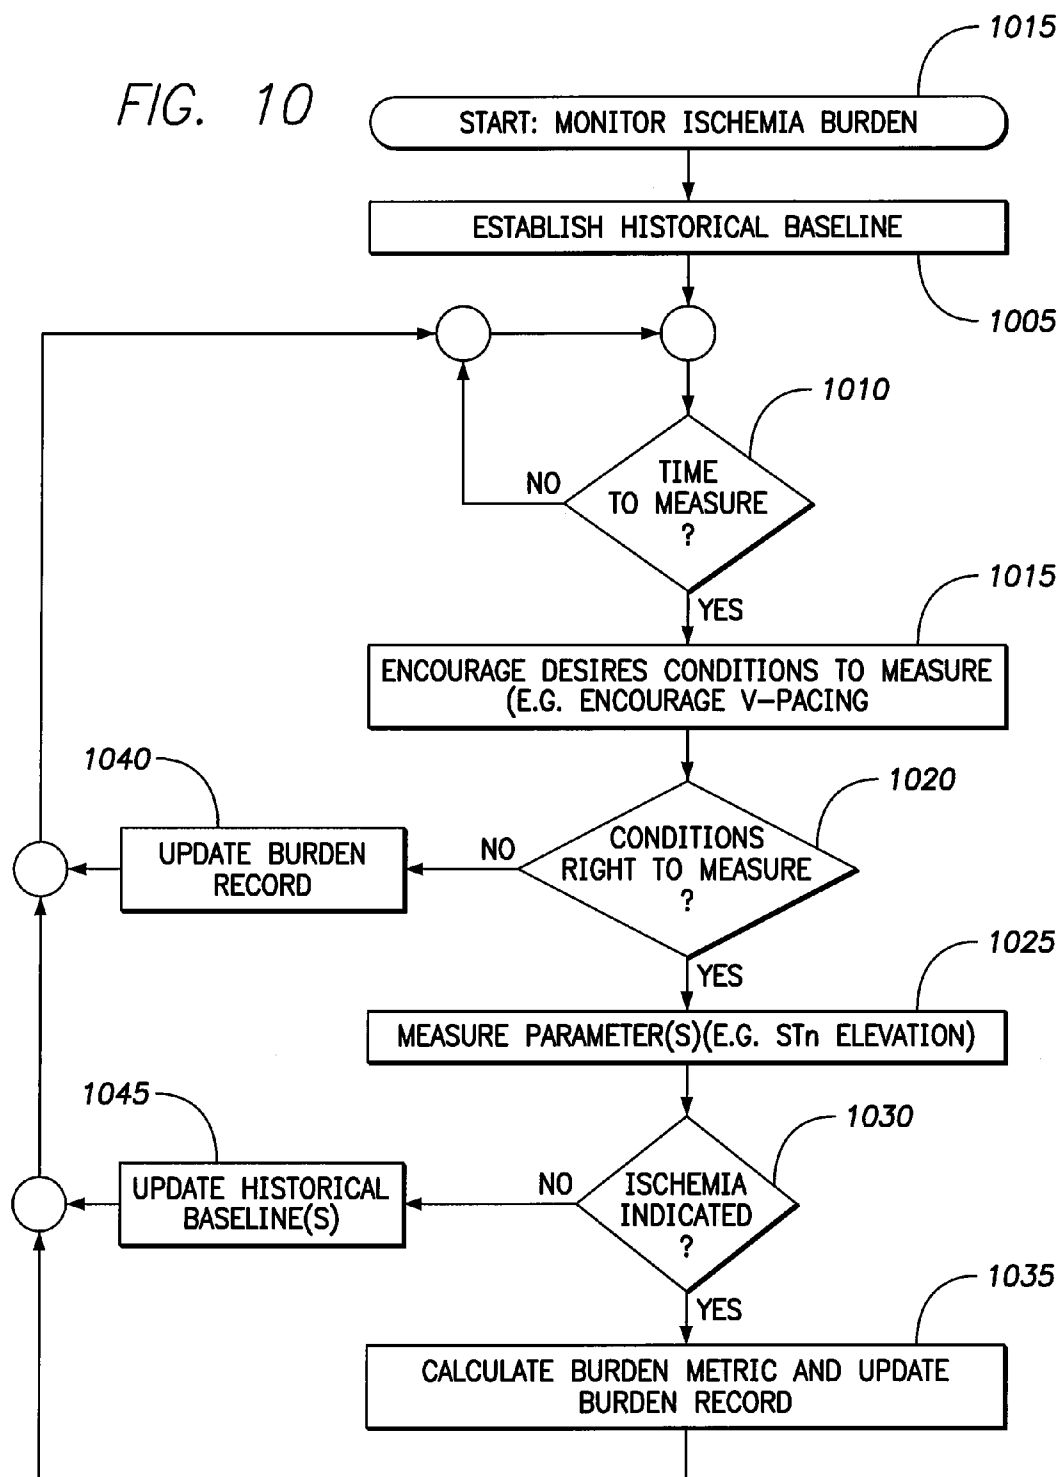 1015
FIG. 10
START: MONITOR ISCHEMIA BURDEN
ESTABLISH HISTORICAL BASELINE
1005
1010
TIME
TO MEASURE
?
NO
YES
1015
ENCOURAGE DESIRES CONDITIONS TO MEASURE
(E.G. ENCOURAGE V-PACING
1040
1020
UPDATE BURDEN
RECORD
NO
CONDITIONS
RIGHT TO MEASURE
?
YES
1025
MEASURE PARAMETER(S)(E.G. STn ELEVATION)
1045
1030
UPDATE HISTORICAL
BASELINE(S)
NO
ISCHEMIA
INDICATED
?
YES
1035
CALCULATE BURDEN METRIC AND UPDATE
BURDEN RECORD